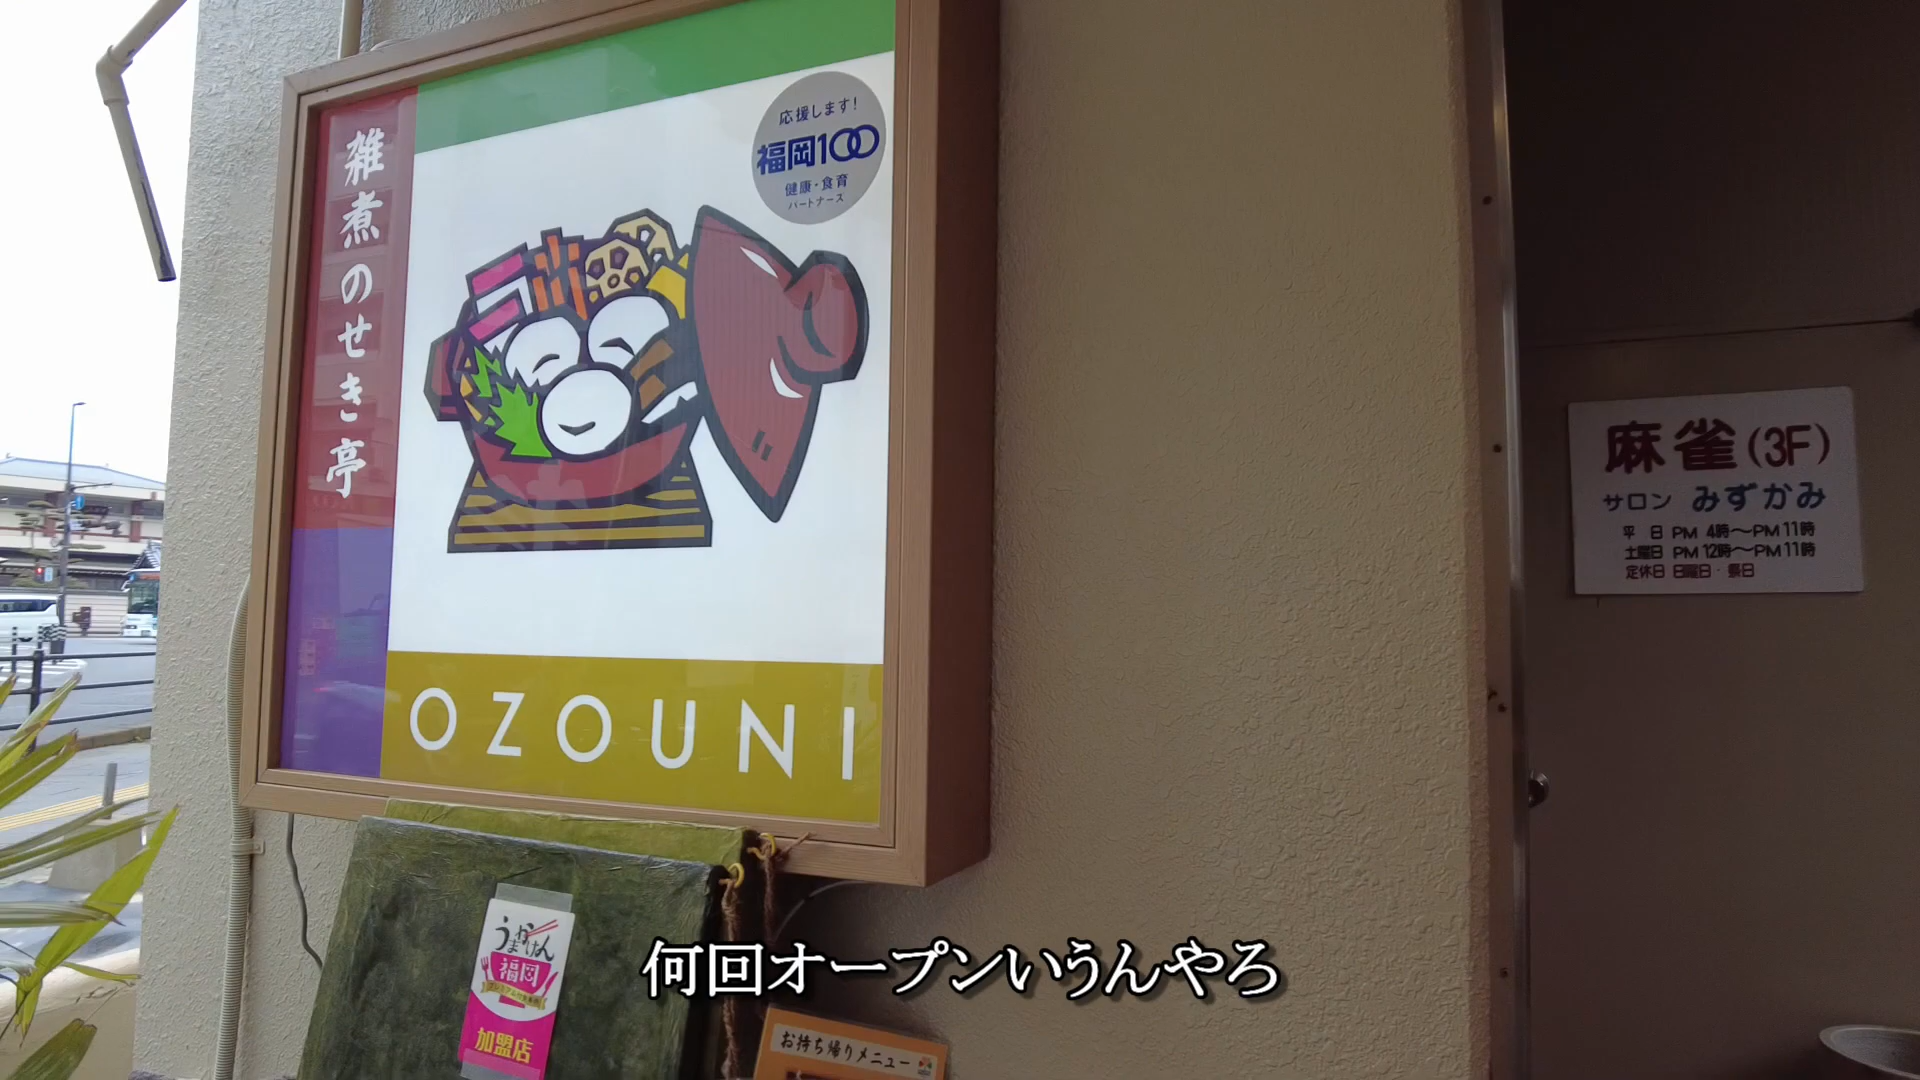 雑煮のせき亭
応援します!
福岡100
健康・食育
パートナーズ
OZOUNI
麻雀(3F)
サロン みずかみ
平 日 PM 4時〜PM 11時
土曜日 PM 12時〜PM 11時
定休日 日曜日・祭日
うまかけん
福岡
加盟店
お持ち帰りメニュー
何回オープンいうんやろ